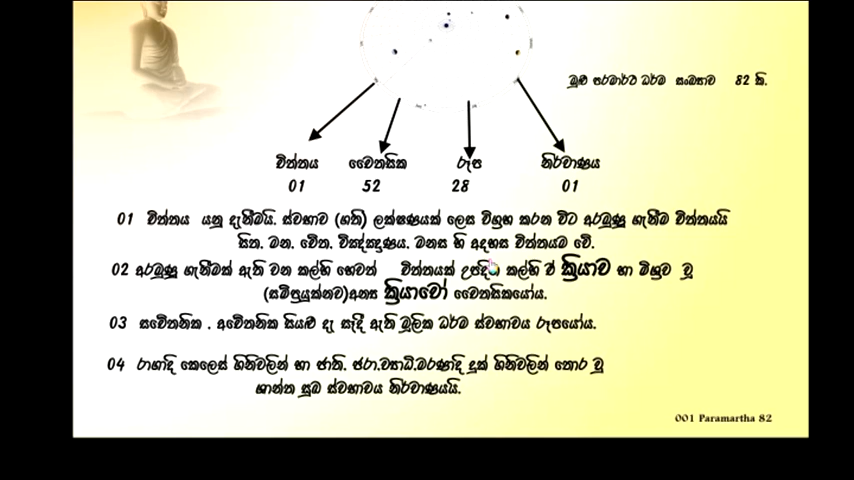 මුළු පරමාර්ථ ධර්ම සංඛ්‍යාව 82 කි.
චිත්තය චෛතසික රූප නිර්වාණය
01 52 28 01
01 චිත්තය යනු දැනීමයි. ස්වභාව (ගති) ලක්ෂණයක් ලෙස විග්‍රහ කරන විට අරමුණු ගැනීම චිත්තයයි
සිත. මන. චේත. විඤ්ඤාණය. මනස හි අදහස චිත්තයම වේ.
02 අරමුණු ගැනීමක් ඇති වන කල්හි හෙවත් චිත්තයක් උපදින කල්හි ඒ ක්‍රියාව හා මිශ්‍රව වූ
(සම්ප්‍රයුක්තව)අන්‍ය ක්‍රියාවෝ චෛතසිකයෝය.
03 සචේතනික . අචේතනික සියළු දෑ සෑදී ඇති මූලික ධර්ම ස්වභාවය රූපයෝය.
04 රාගාදි කෙලෙස් ගිනිවලින් හා ජාති. ජරා.ව්‍යාධි.මරණාදි දුක් ගිනිවලින් තොර වූ
ශාන්ත සුඛ ස්වභාවය නිර්වාණයයි.
001 Paramartha 82